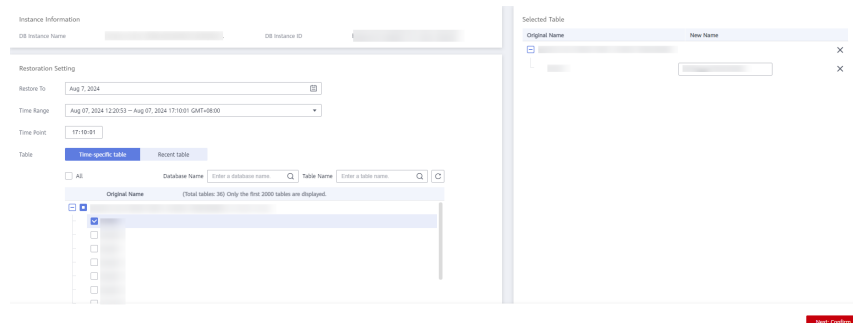 Instance Information
DB Instance Name
DB Instance ID
Restoration Setting
Restore To
Aug 7, 2024
Time Range
Aug 07, 2024 12:20:53 -- Aug 07, 2024 17:10:01 GMT+08:00
Time Point
17:10:01
Table
Time-specific table
Recent table
All
Database Name
Enter a database name
Table Name
Enter a table name
Original Name
(Total tables: 36) Only the first 2000 tables are displayed.
Selected Table
Original Name
New Name
Next: Confirm